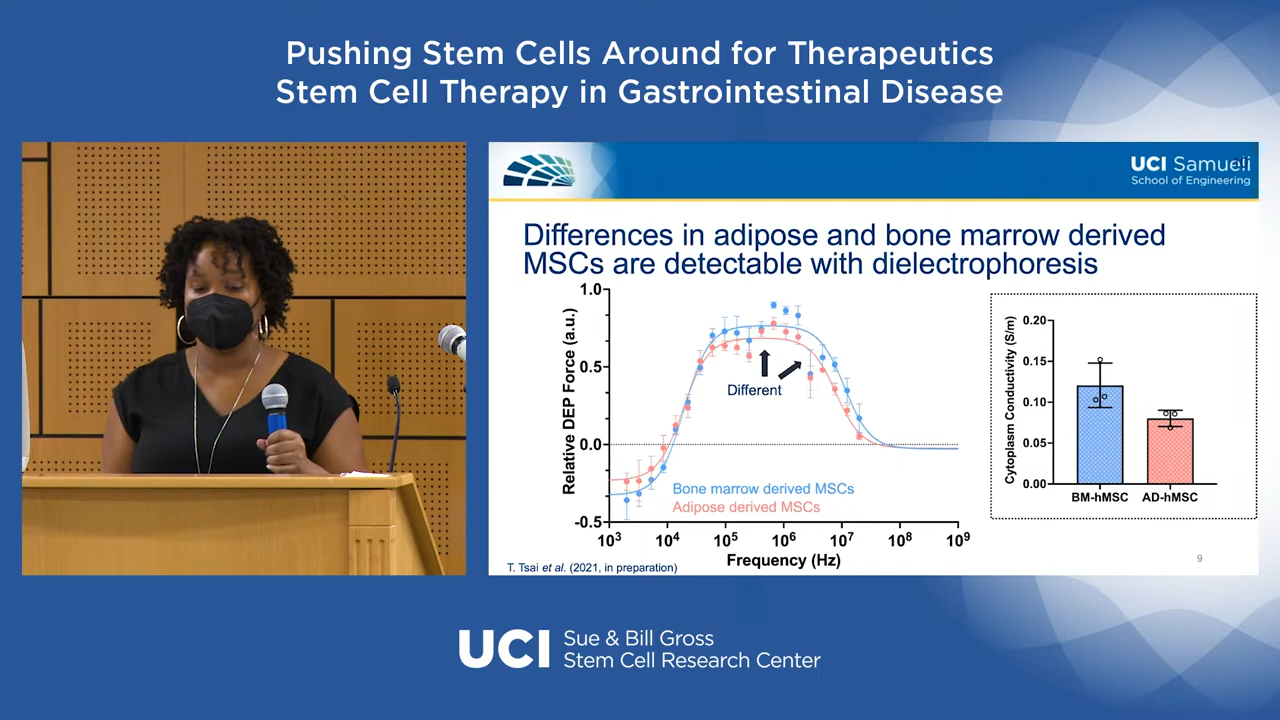 Pushing Stem Cells Around for Therapeutics
Stem Cell Therapy in Gastrointestinal Disease
UCI Samueli
School of Engineering
Differences in adipose and bone marrow derived
MSCs are detectable with dielectrophoresis
Relative DEP Force (a.u.)
1.0
0.5
0.0
-0.5
Different
Bone marrow derived MSCs
Adipose derived MSCs
10³ 10⁴ 10⁵ 10⁶ 10⁷ 10⁸ 10⁹
Frequency (Hz)
Cytoplasm Conductivity (S/m)
0.20
0.15
0.10
0.05
0.00
BM-hMSC AD-hMSC
T. Tsai et al. (2021, in preparation)
9
UCI Sue & Bill Gross
Stem Cell Research Center